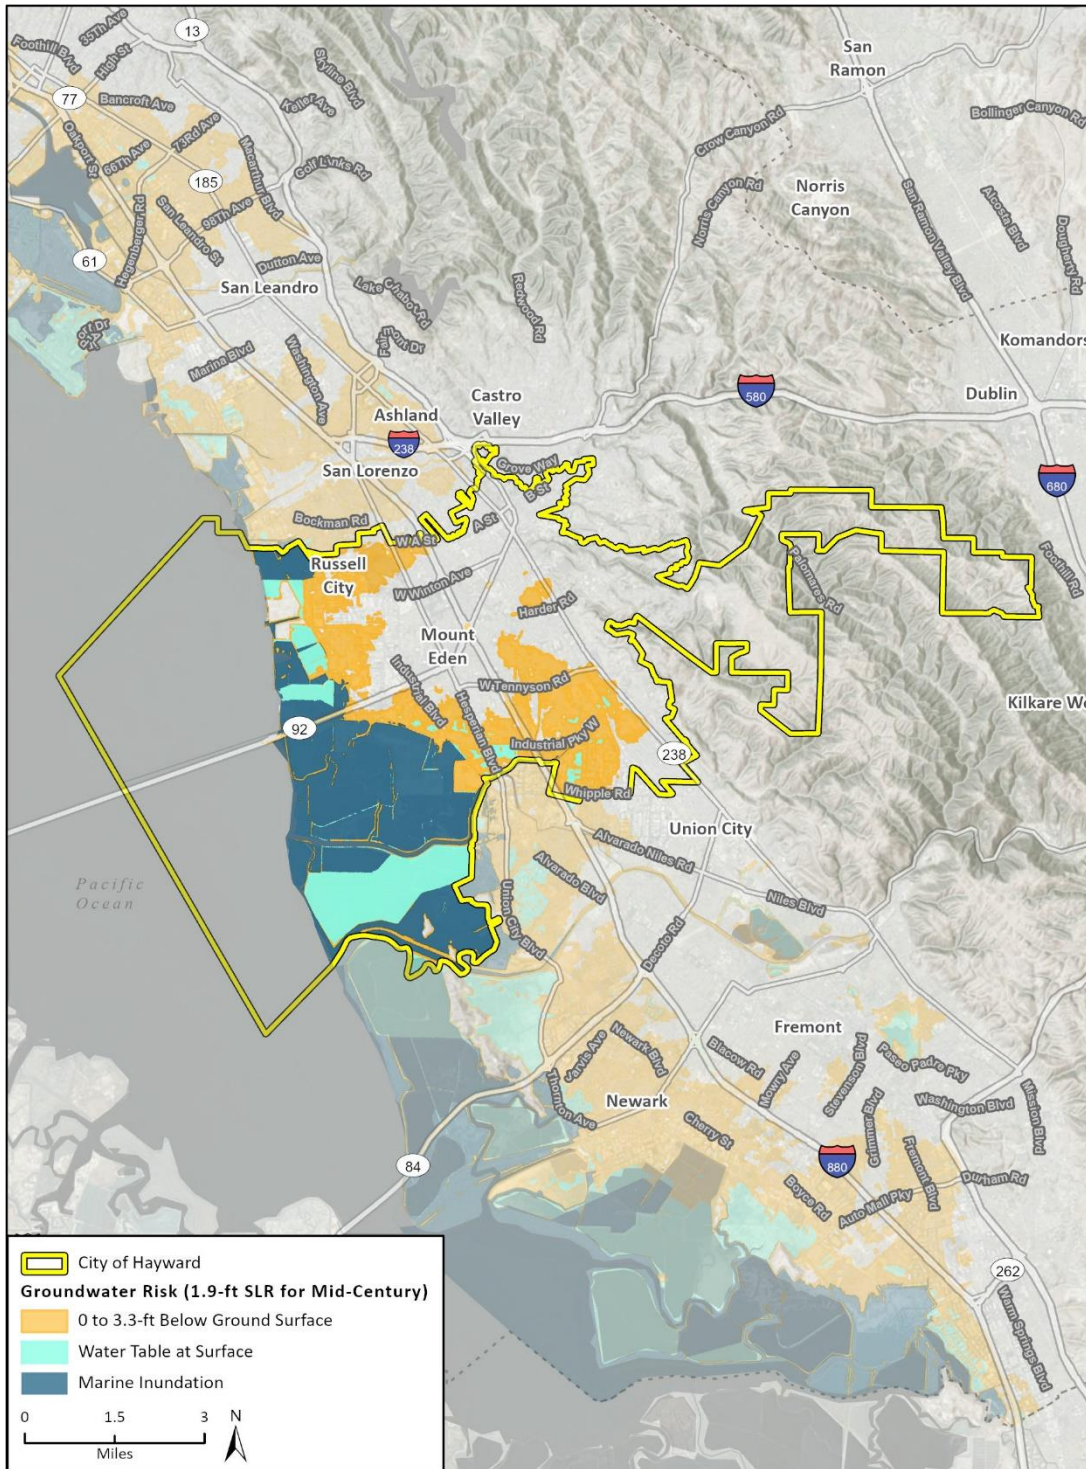 35Th Ave
13
Foothill Blvd
High St
Skyline Blvd
San
Ramon
77
Bancroft Ave
Keller Ave
Bollinger Canyon Rd
Oakport St
66Th Ave
73Rd Ave
Macarthur Blvd
Golf Links Rd
Crow Canyon Rd
185
Norris Canyon Rd
Norris
Canyon
San Ramon Valley Blvd
Alcosta Blvd
Dougherty Rd
Hegenberger Rd
San Leandro St
98Th Ave
61
Dutton Ave
San Leandro
Lake
Chabot Rd
Redwood Rd
Marina Blvd
Washington Ave
Komandors
Castro
Valley
580
Dublin
Ashland
238
Grove Way
San Lorenzo
B St
680
Bockman Rd
A St
W A St
Russell
City
W Winton Ave
Palomares Rd
Foothill Rd
Harder Rd
Mount
Eden
W Tennyson Rd
Industrial Blvd
Hesperian Blvd
Kilkare Wo
92
Industrial Pky W
238
Whipple Rd
Union City
Alvarado Niles Rd
Pacific
Ocean
Alvarado Blvd
Union City Blvd
Niles Blvd
Decoto Rd
Fremont
Jarvis Ave
Newark Blvd
Blacow Rd
Mowry Ave
Stevenson Blvd
Paseo Padre Pky
Thornton Ave
Newark
Washington Blvd
Mission Blvd
Cherry St
Grimmer Blvd
84
880
Fremont Blvd
Durham Rd
Boyce Rd
Auto Mall Pky
262
Warm Springs Blvd
City of Hayward
Groundwater Risk (1.9-ft SLR for Mid-Century)
0 to 3.3-ft Below Ground Surface
Water Table at Surface
Marine Inundation
0 1.5 3
Miles
N